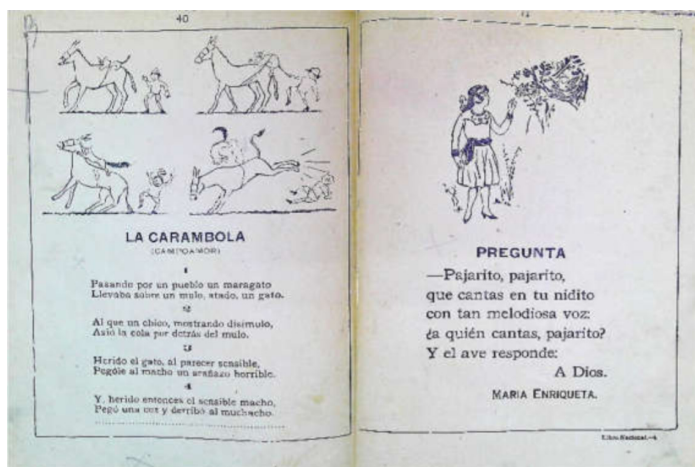 40
LA CARAMBOLA
(CAMPOAMOR)
1
Pasando por un pueblo un maragato
Llevaba sobre un mulo, atado, un gato,
2
Al que un chico, mostrando disimulo,
Asió la cola por detrás del mulo.
3
Herido el gato, al parecer sensible,
Pególe al macho un arañazo horrible.
4
Y, herido entonces el sensible macho,
Pegó una coz y derribó al muchacho.
PREGUNTA
—Pajarito, pajarito,
que cantas en tu nidito
con tan melodiosa voz:
¿a quién cantas, pajarito?
Y el ave responde:
A Dios.
MARIA ENRIQUETA.
Libro Nacional.—4